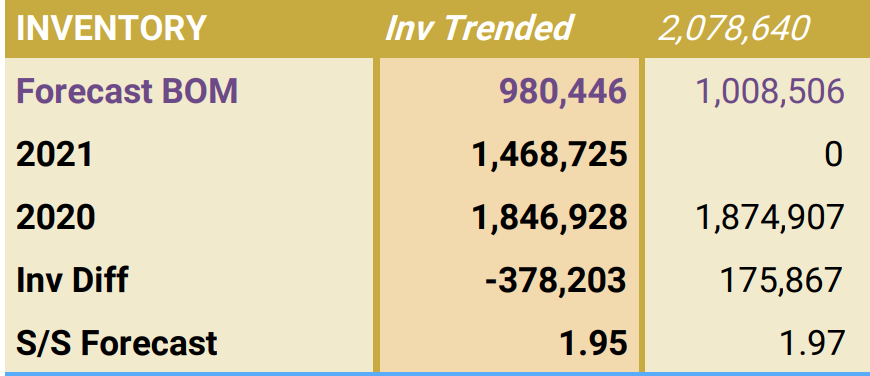 INVENTORY Inv Trended 2,078,640
Forecast BOM 980,446 1,008,506
2021 1,468,725 0
2020 1,846,928 1,874,907
Inv Diff -378,203 175,867
S/S Forecast 1.95 1.97